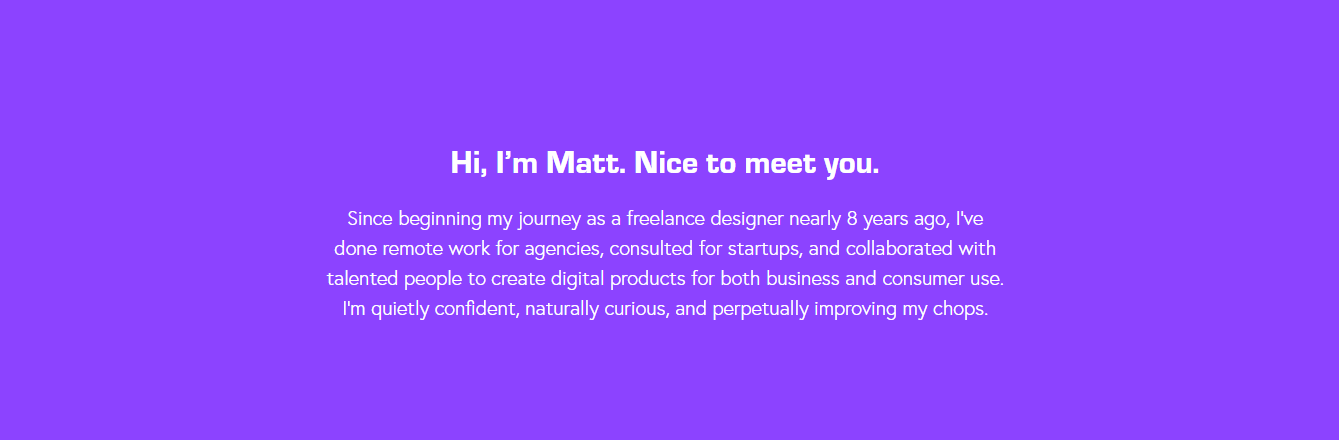 Hi, I’m Matt. Nice to meet you.
Since beginning my journey as a freelance designer nearly 8 years ago, I've
done remote work for agencies, consulted for startups, and collaborated with
talented people to create digital products for both business and consumer use.
I'm quietly confident, naturally curious, and perpetually improving my chops.